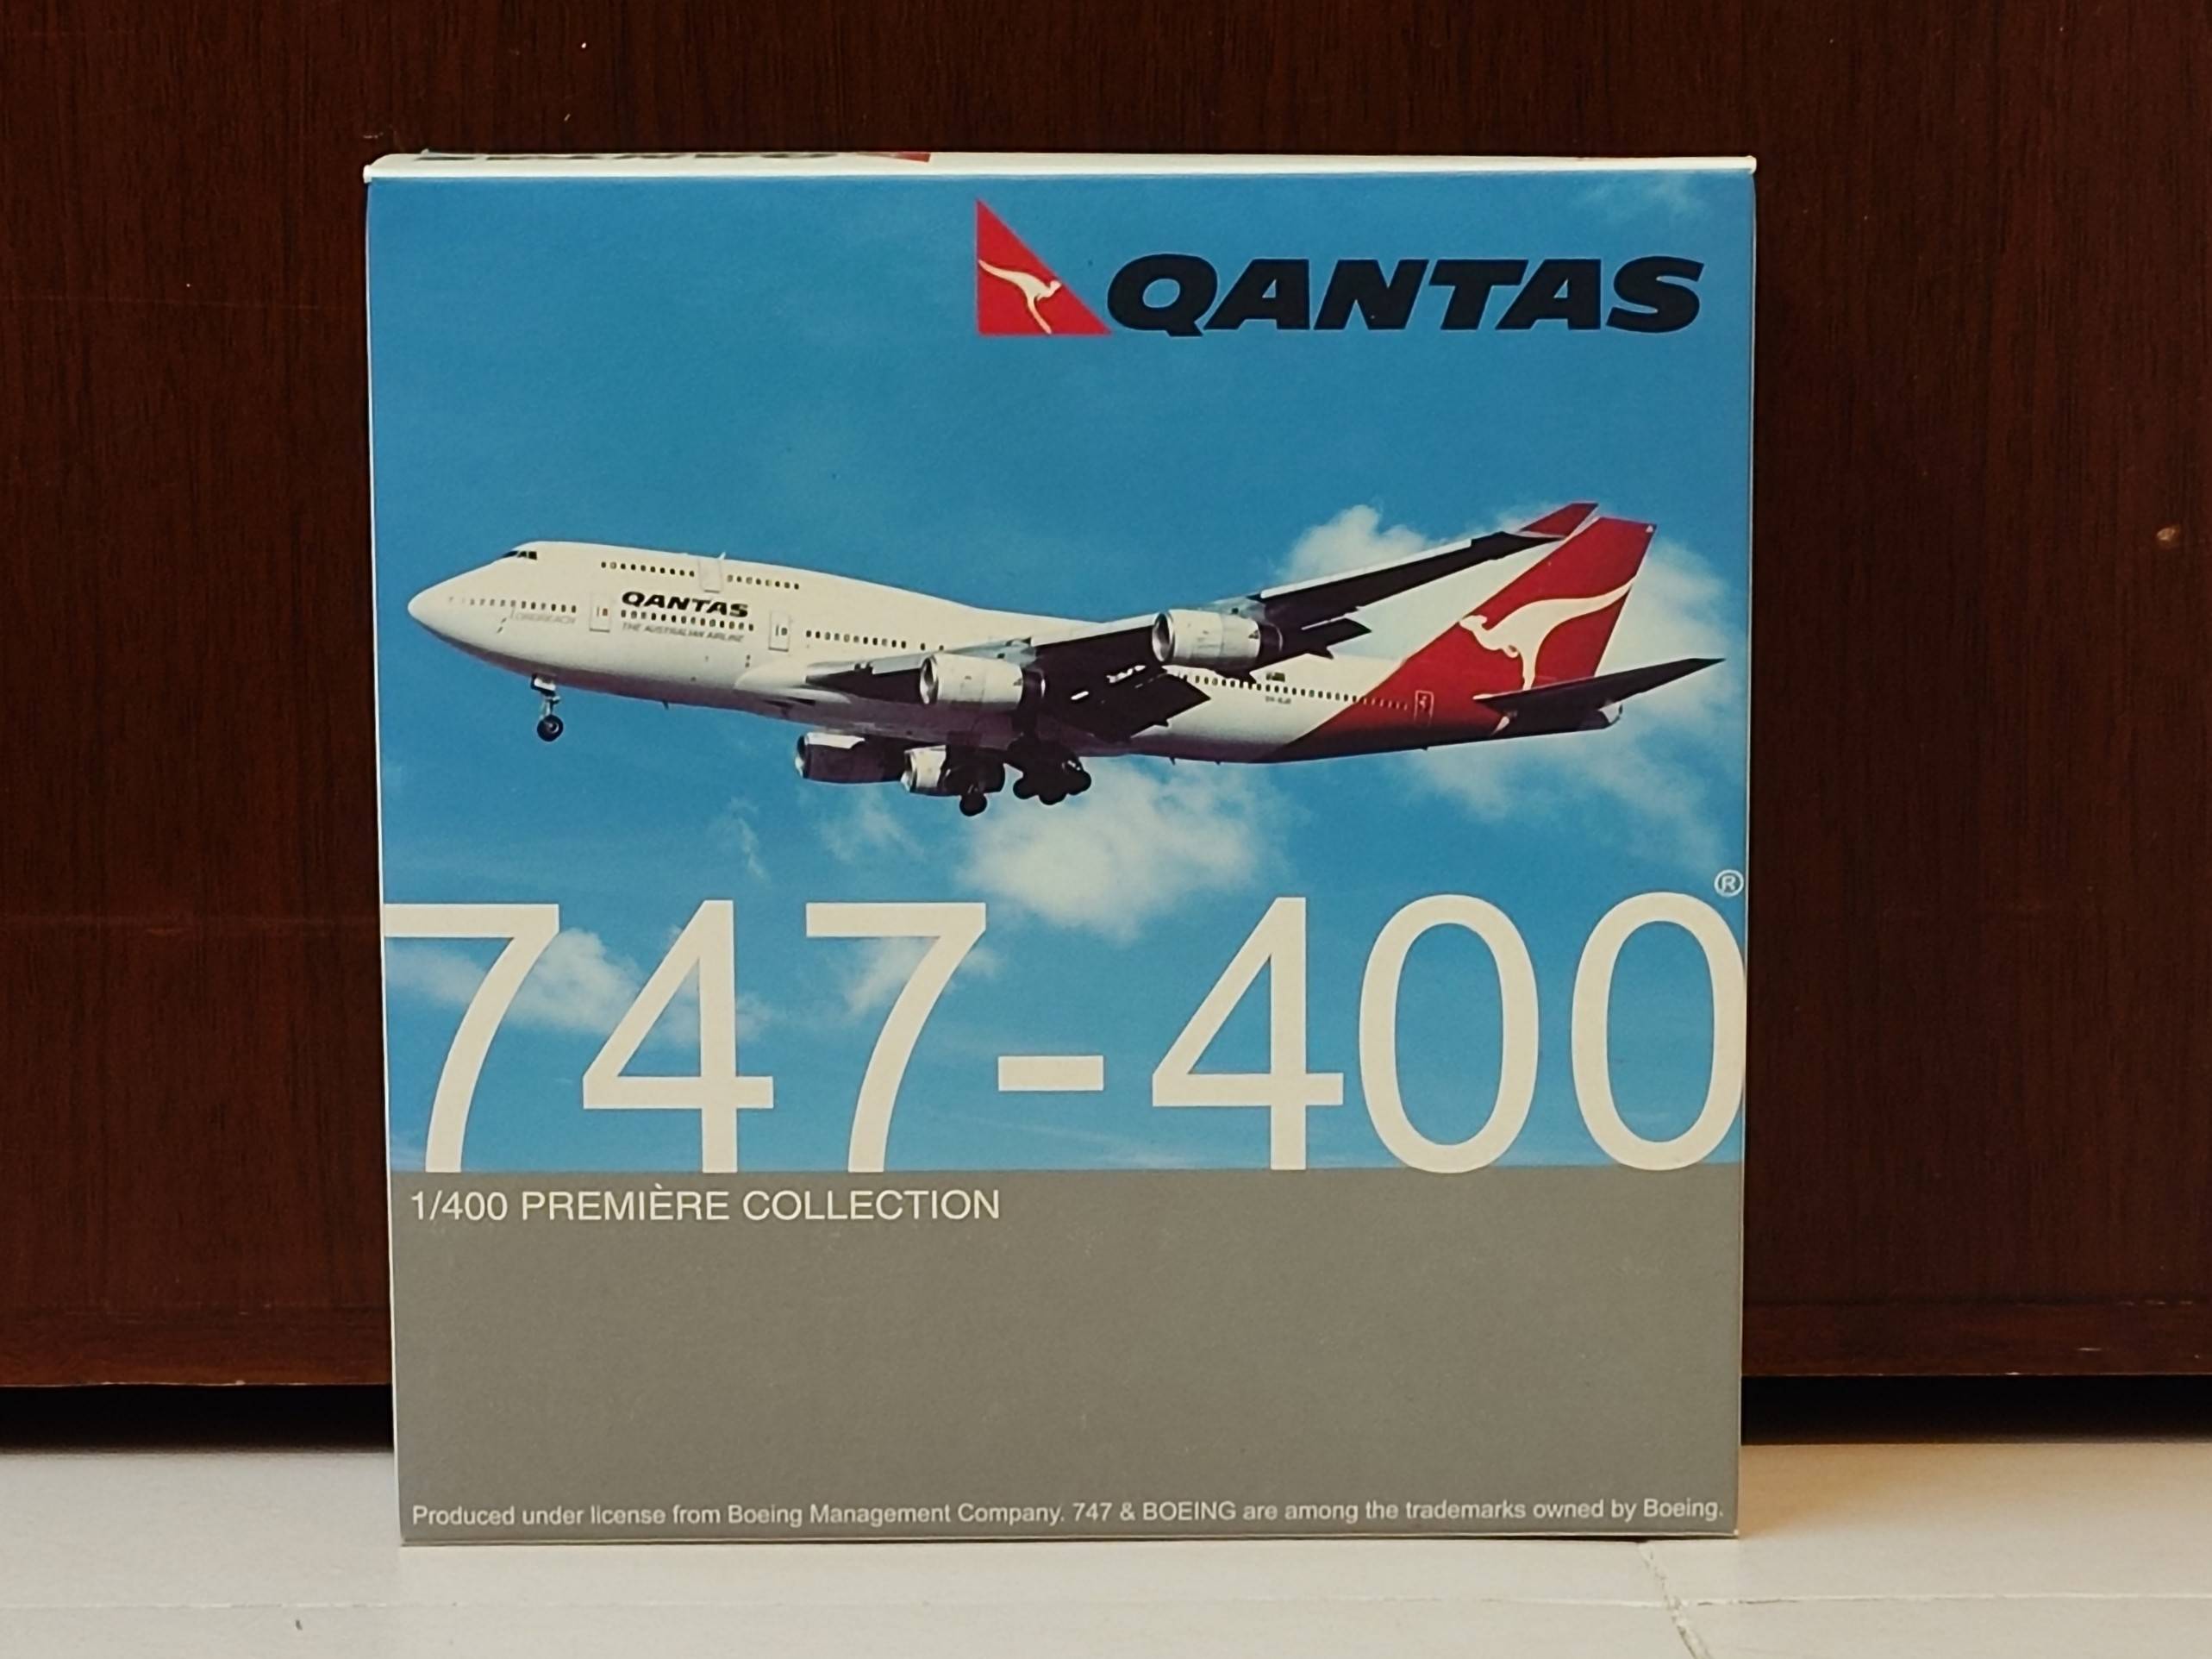 QANTAS
QANTAS
THE AUSTRALIAN AIRLINE
747-400®
1/400 PREMIÈRE COLLECTION
Produced under license from Boeing Management Company. 747 & BOEING are among the trademarks owned by Boeing.